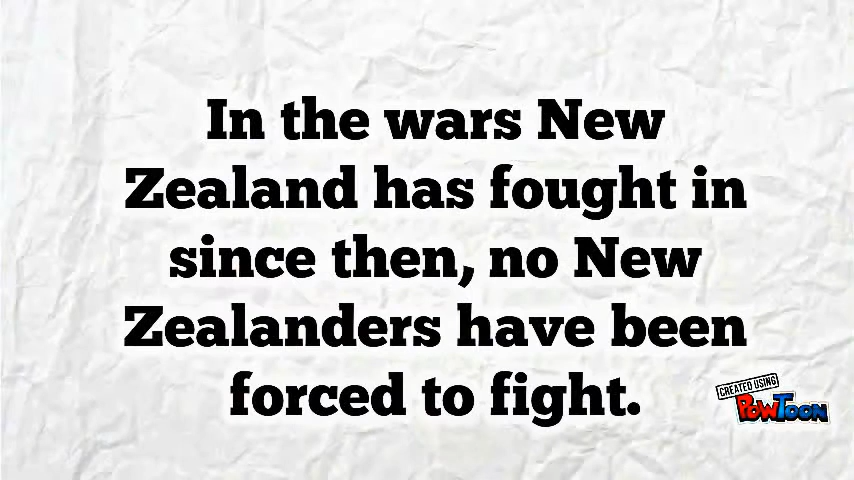 In the wars New
Zealand has fought in
since then, no New
Zealanders have been
forced to fight.
CREATED USING
PowToon